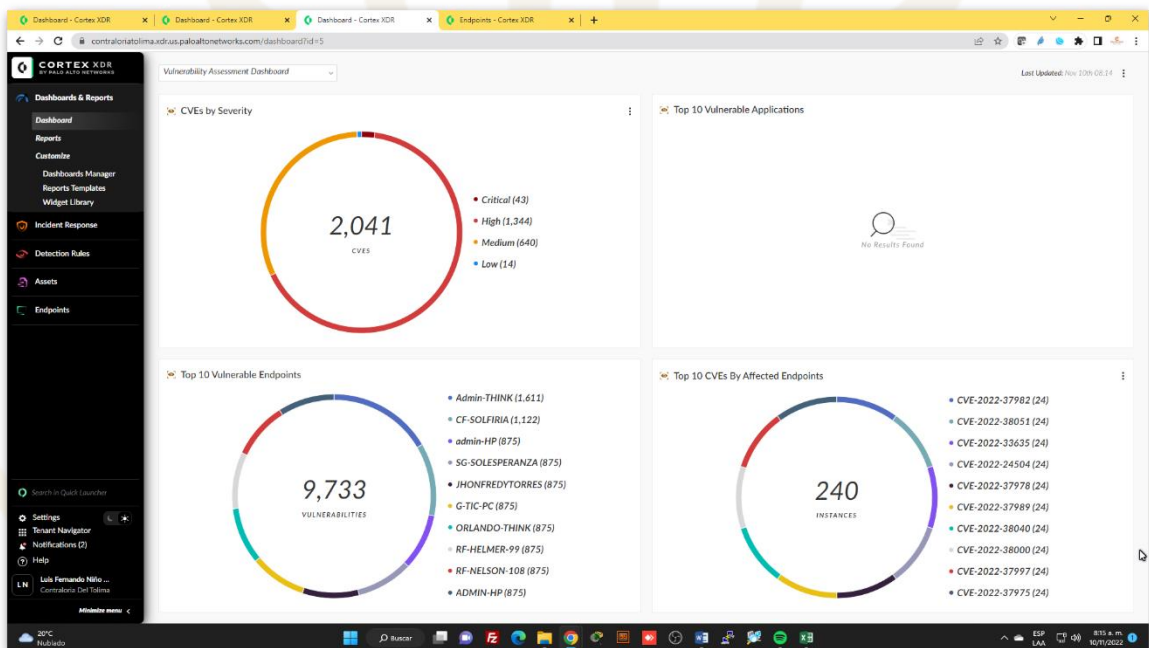 Dashboard - Cortex XDR
Dashboard - Cortex XDR
Dashboard - Cortex XDR
Endpoints - Cortex XDR
contraloriatolima.xdr.us.paloaltonetworks.com/dashboard?id=5
CORTEX XDR
BY PALO ALTO NETWORKS
Dashboards & Reports
Dashboard
Reports
Customize
Dashboards Manager
Reports Templates
Widget Library
Incident Response
Detection Rules
Assets
Endpoints
Search in Quick Launcher
Settings
Tenant Navigator
Notifications (2)
Help
LN
Luis Fernando Niño ...
Contraloria Del Tolima
Minimize menu
Vulnerability Assessment Dashboard
Last Updated: Nov 10th 08:14
CVEs by Severity
2,041
CVES
Critical (43)
High (1,344)
Medium (640)
Low (14)
Top 10 Vulnerable Applications
No Results Found
Top 10 Vulnerable Endpoints
9,733
VULNERABILITIES
Admin-THINK (1,611)
CF-SOLFIRIA (1,122)
admin-HP (875)
SG-SOLESPERANZA (875)
JHONFREDYTORRES (875)
G-TIC-PC (875)
ORLANDO-THINK (875)
RF-HELMER-99 (875)
RF-NELSON-108 (875)
ADMIN-HP (875)
Top 10 CVEs By Affected Endpoints
240
INSTANCES
CVE-2022-37982 (24)
CVE-2022-38051 (24)
CVE-2022-33635 (24)
CVE-2022-24504 (24)
CVE-2022-37978 (24)
CVE-2022-37989 (24)
CVE-2022-38040 (24)
CVE-2022-38000 (24)
CVE-2022-37997 (24)
CVE-2022-37975 (24)
20°C
Nublado
Buscar
ESP
LAA
8:15 a. m.
10/11/2022